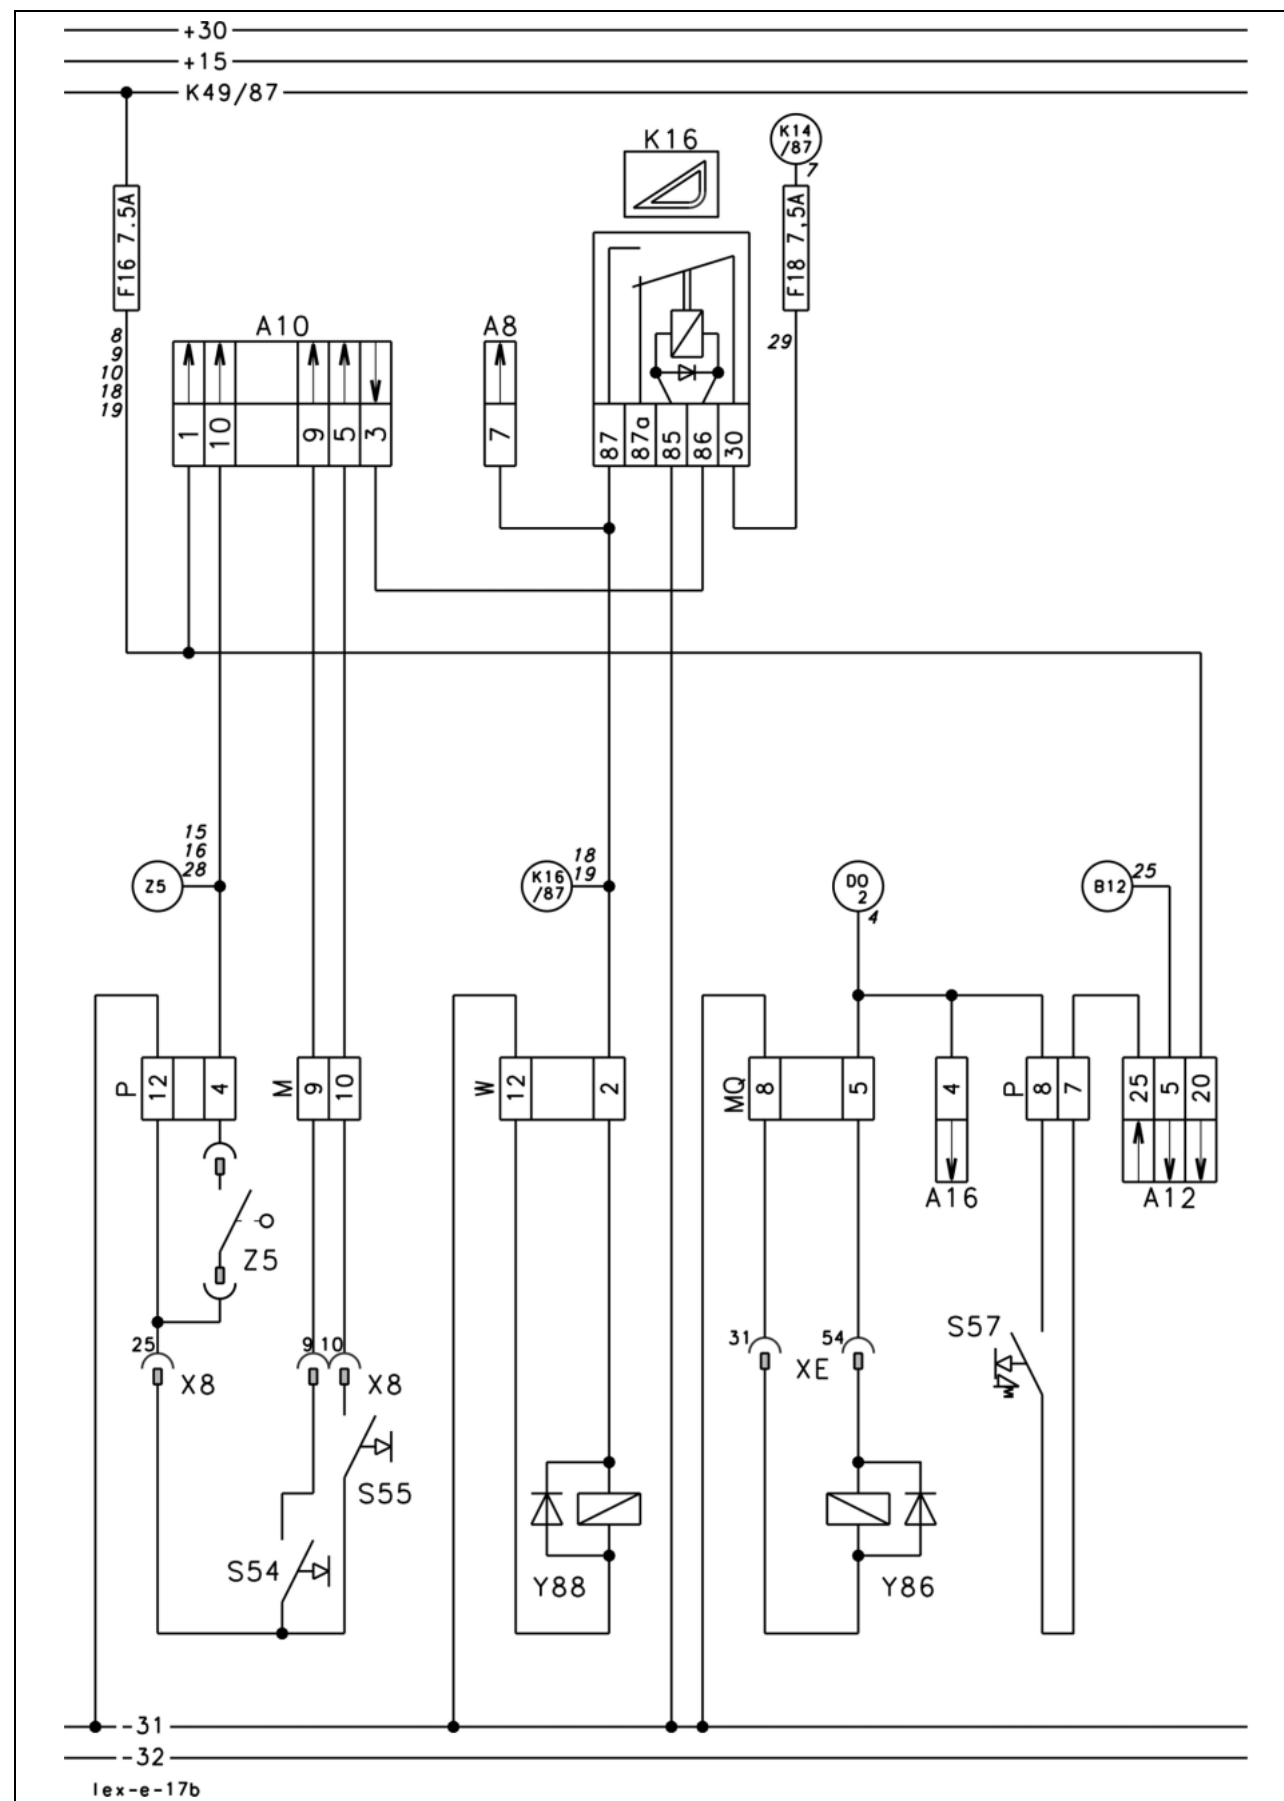 +30
+15
K49/87
K16
K14
/87
7
F16 7.5A
F18 7,5A
8
9
10
18
19
A10
A8
29
1
10
9
5
3
7
87
87a
85
86
30
15
16
28
Z5
18
19
K16
/87
DO
2
4
25
B12
P
12
4
M
9
10
W
12
2
MQ
8
5
4
P
8
7
25
5
20
A16
A12
Z5
25
X8
9
10
X8
31
XE
54
S57
S55
S54
Y88
Y86
-31
-32
lex-e-17b